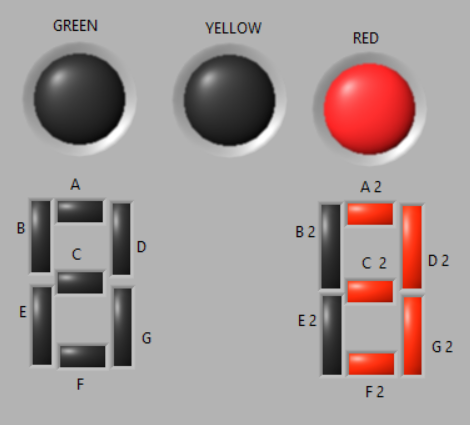 GREEN
YELLOW
RED
A
B
C
D
E
F
G
A 2
B 2
C 2
D 2
E 2
F 2
G 2